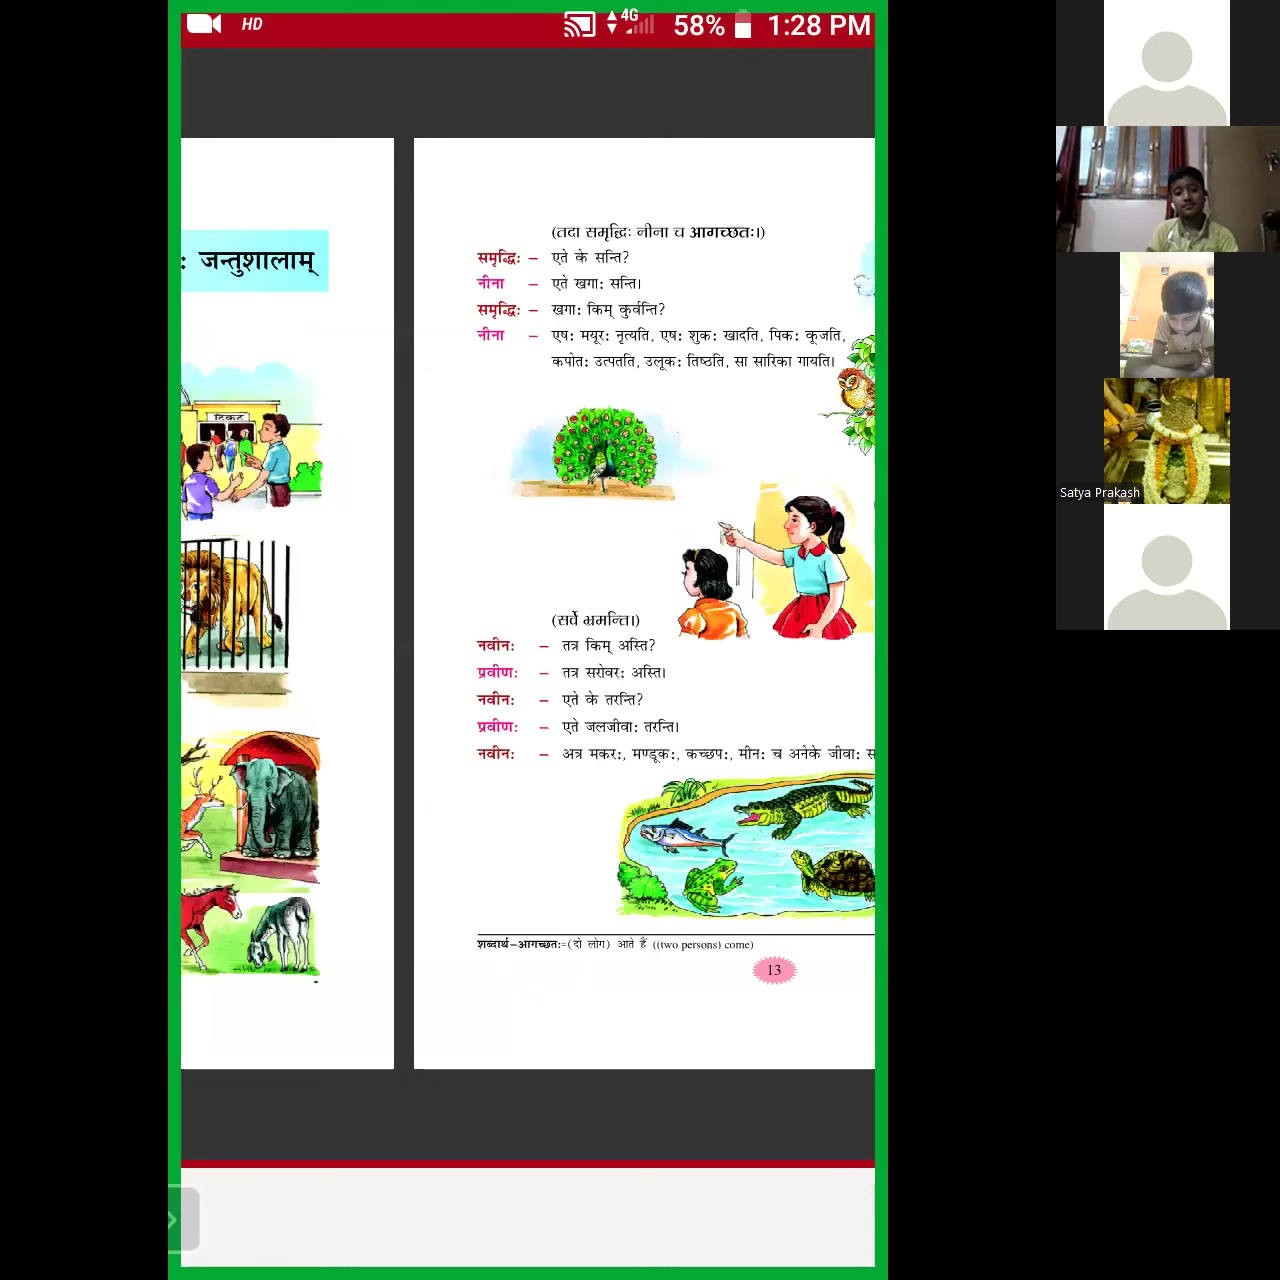 HD 4G 58% 1:28 PM
: जन्तुशालाम्
टिकट
(तदा समृद्धिः नीना च आगच्छतः।)
समृद्धिः – एते के सन्ति?
नीना – एते खगाः सन्ति।
समृद्धिः – खगाः किम् कुर्वन्ति?
नीना – एषः मयूरः नृत्यति, एषः शुकः खादति, पिकः कूजति,
कपोतः उत्पतति, उलूकः तिष्ठति, सा सारिका गायति।
(सर्वे भ्रमन्ति।)
नवीनः – तत्र किम् अस्ति?
प्रवीणः – तत्र सरोवरः अस्ति।
नवीनः – एते के तरन्ति?
प्रवीणः – एते जलजीवाः तरन्ति।
नवीनः – अत्र मकरः, मण्डूकः, कच्छपः, मीनः च अनेके जीवाः स
शब्दार्थ–आगच्छतः=(दो लोग) आते हैं ((two persons) come)
13
Satya Prakash